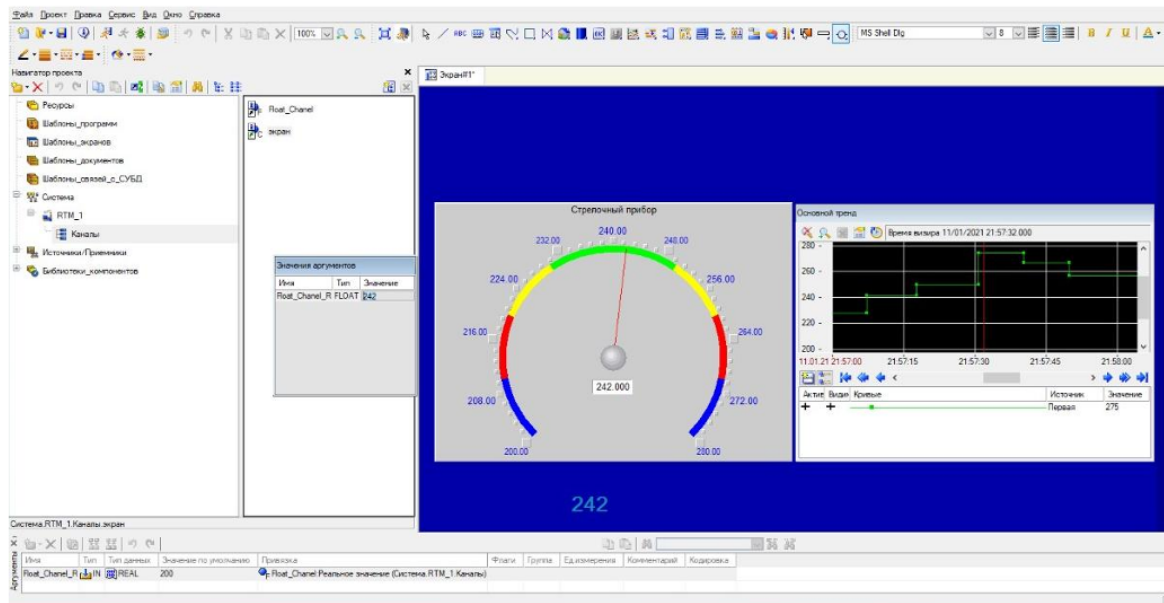 Файл Проект Правка Сервис Вид Окно Справка
100%
ABC
OK
MS Shell Dlg
8
B I U A
Навигатор проекта
Экран#1*
Ресурсы
Шаблоны_программ
Шаблоны_экранов
Шаблоны_документов
Шаблоны_связей_с_СУБД
Система
RTM_1
Каналы
Источники/Приемники
Библиотеки_компонентов
Float_Chanel
экран
Значения аргументов
Имя Тип Значение
Float_Chanel_R FLOAT 242
Стрелочный прибор
240.00
232.00
248.00
224.00
256.00
216.00
264.00
208.00
272.00
200.00
280.00
242.000
Основной тренд
Время визира 11/01/2021 21:57:32.000
280
260
240
220
200
11.01.21 21:57:00 21:57:15 21:57:30 21:57:45 21:58:00
Актив Видим Кривые Источник Значение
Первая 275
242
Система.RTM_1.Каналы.экран
Аргументы
Имя Тип Тип данных Значение по умолчанию Привязка Флаги Группа Ед.измерения Комментарий Кодировка
Float_Chanel_R IN REAL 200 Float_Chanel:Реальное значение (Система.RTM_1.Каналы)